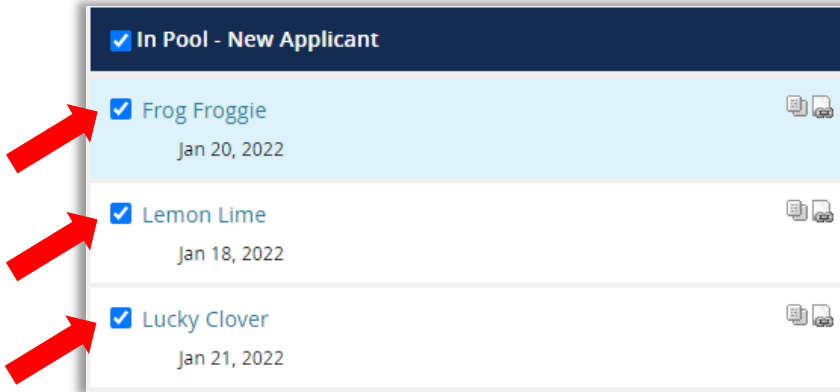 In Pool - New Applicant
Frog Froggie
Jan 20, 2022
Lemon Lime
Jan 18, 2022
Lucky Clover
Jan 21, 2022